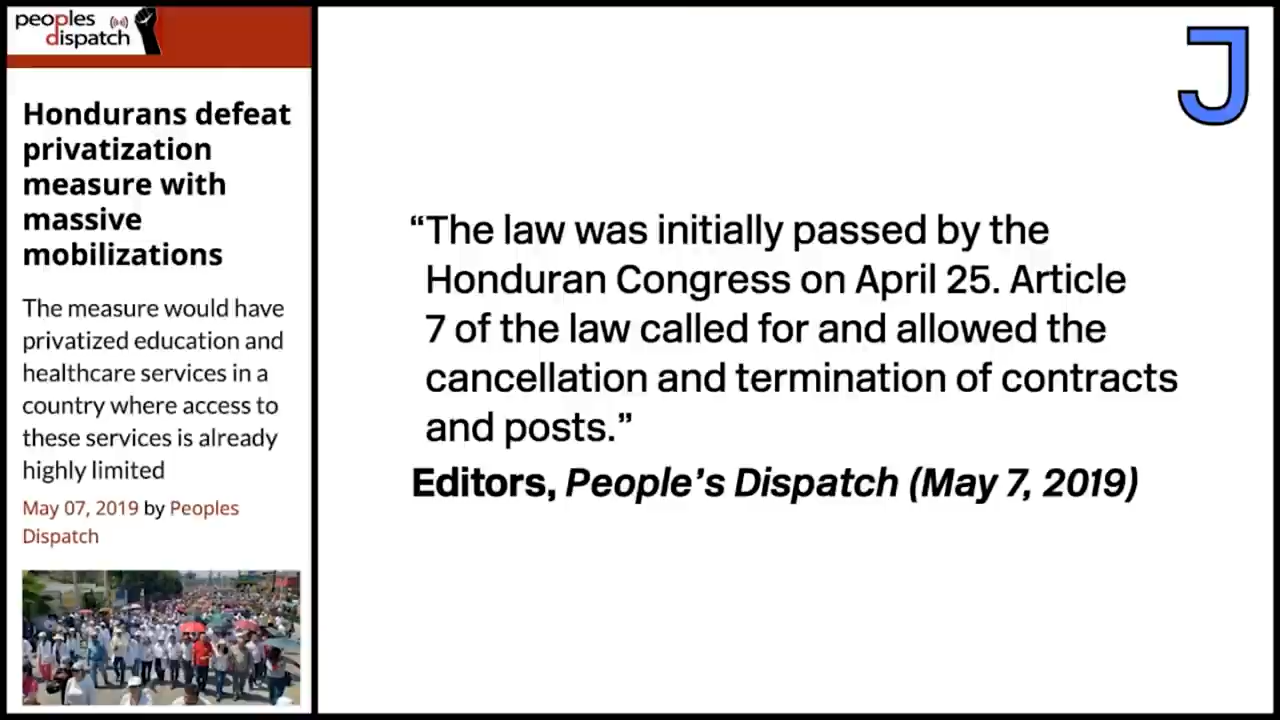 peoples
dispatch
Hondurans defeat
privatization
measure with
massive
mobilizations
The measure would have
privatized education and
healthcare services in a
country where access to
these services is already
highly limited
May 07, 2019 by Peoples
Dispatch
J
“The law was initially passed by the
Honduran Congress on April 25. Article
7 of the law called for and allowed the
cancellation and termination of contracts
and posts.”
Editors, People’s Dispatch (May 7, 2019)